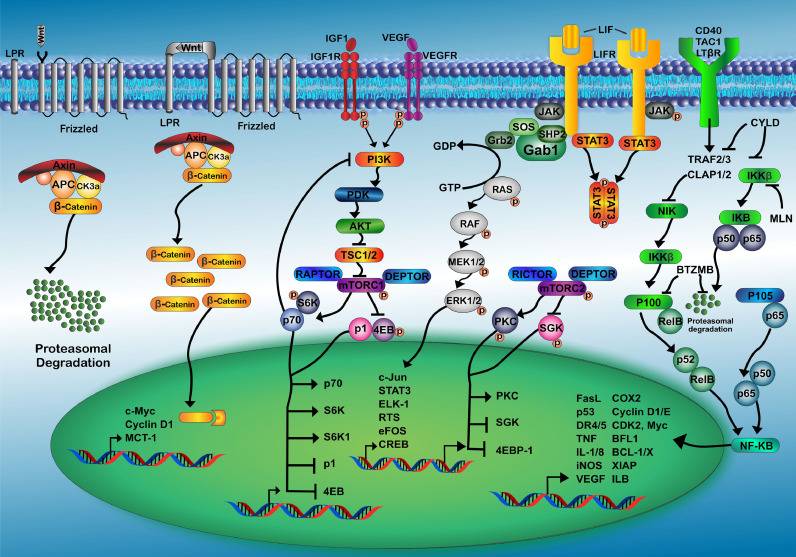 LPR
Wnt
Frizzled
Wnt
LPR
Frizzled
IGF1
IGF1R
VEGF
VEGFR
LIF
LIFR
CD40
TAC1
LTβR
Axin
APC
CK3a
β-Catenin
Proteasomal
Degradation
Axin
APC
CK3a
β-Catenin
β-Catenin
β-Catenin
β-Catenin
β-Catenin
β-Catenin
c-Myc
Cyclin D1
MCT-1
P
P
P
P
PI3K
PDK
AKT
TSC1/2
RAPTOR
mTORC1
DEPTOR
P
S6K
P
p70
p1
4EB
P
p70
S6K
S6K1
p1
4EB
GDP
GTP
SOS
Grb2
SHP2
Gab1
RAS
P
RAF
P
MEK1/2
P
ERK1/2
P
c-Jun
STAT3
ELK-1
RTS
eFOS
CREB
JAK
JAK
P
STAT3
STAT3
STAT3
STAT3
P
RICTOR
mTORC2
DEPTOR
P
PKC
P
SGK
P
PKC
SGK
4EBP-1
CYLD
TRAF2/3
CLAP1/2
IKKβ
MLN
NIK
IKB
p50
p65
IKKβ
BTZMB
P100
RelB
Proteasomal
degradation
P105
p65
p52
RelB
p50
p65
NF-KB
FasL COX2
p53 Cyclin D1/E
DR4/5 CDK2, Myc
TNF BFL1
IL-1/8 BCL-1/X
iNOS XIAP
VEGF ILB